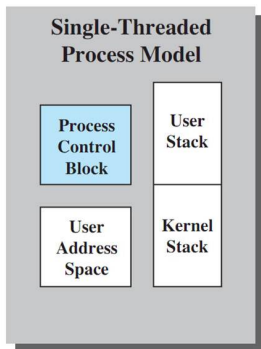 Single-Threaded
Process Model
Process
Control
Block
User
Stack
User
Address
Space
Kernel
Stack